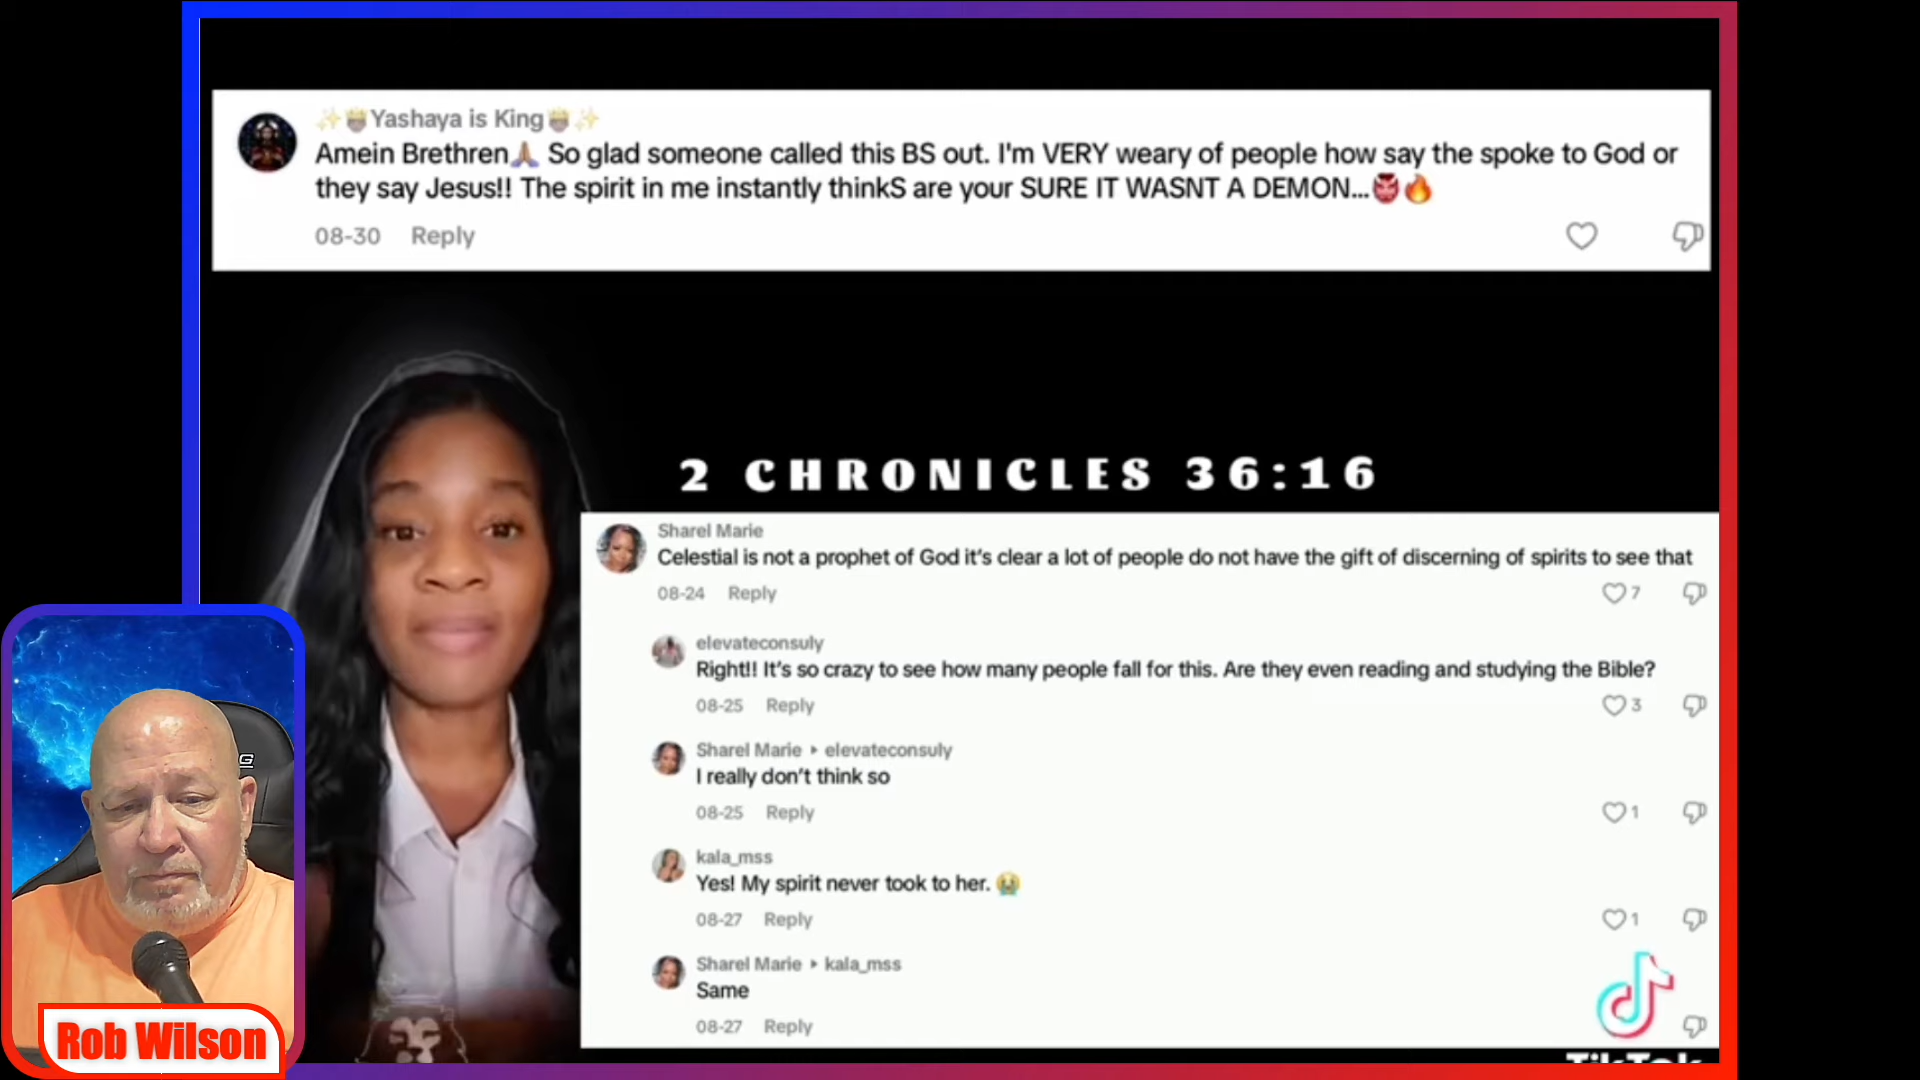 ✨🤴Yashaya is King🤴✨
Amein Brethren🙏🏽 So glad someone called this BS out. I'm VERY weary of people how say the spoke to God or
they say Jesus!! The spirit in me instantly thinkS are your SURE IT WASNT A DEMON...👹🔥
08-30 Reply
2 CHRONICLES 36:16
Sharel Marie
Celestial is not a prophet of God it's clear a lot of people do not have the gift of discerning of spirits to see that
08-24 Reply 7
elevateconsuly
Right!! It's so crazy to see how many people fall for this. Are they even reading and studying the Bible?
08-25 Reply 3
Sharel Marie ▸ elevateconsuly
I really don't think so
08-25 Reply 1
kala_mss
Yes! My spirit never took to her. 😭
08-27 Reply 1
Sharel Marie ▸ kala_mss
Same
08-27 Reply
TikTok
Rob Wilson